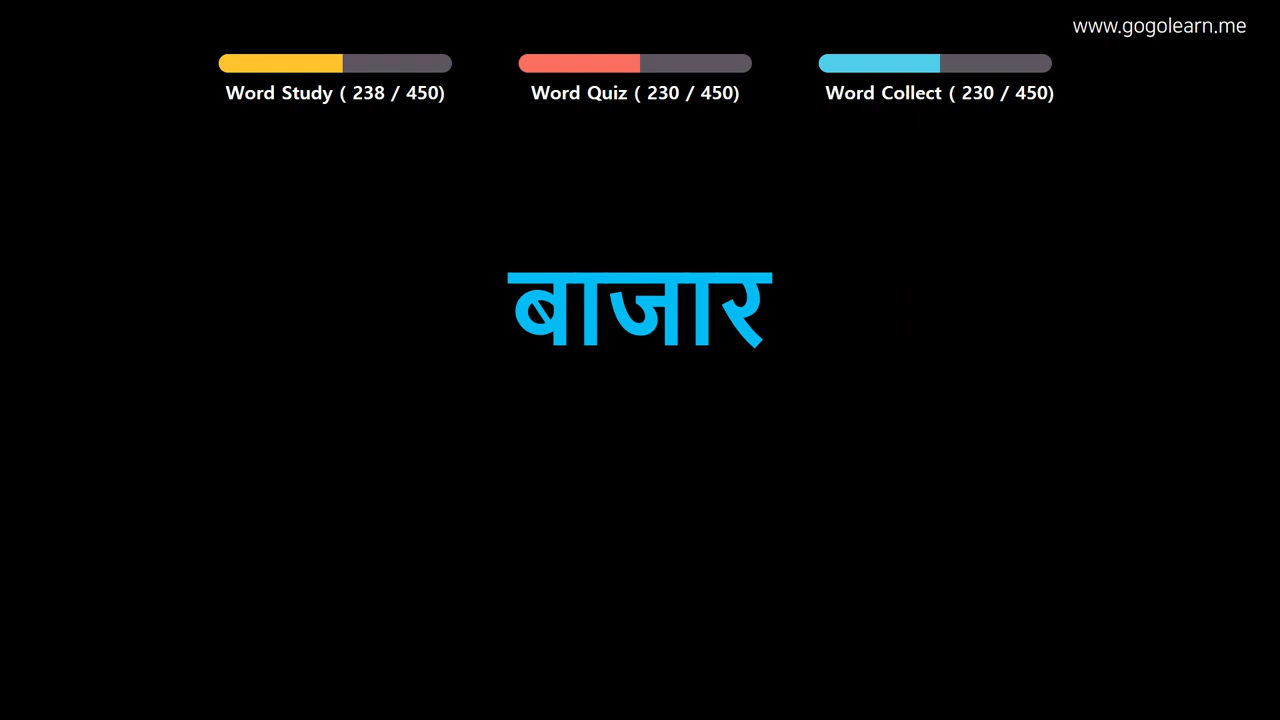 www.gogolearn.me
Word Study ( 238 / 450)
Word Quiz ( 230 / 450)
Word Collect ( 230 / 450)
बाजार